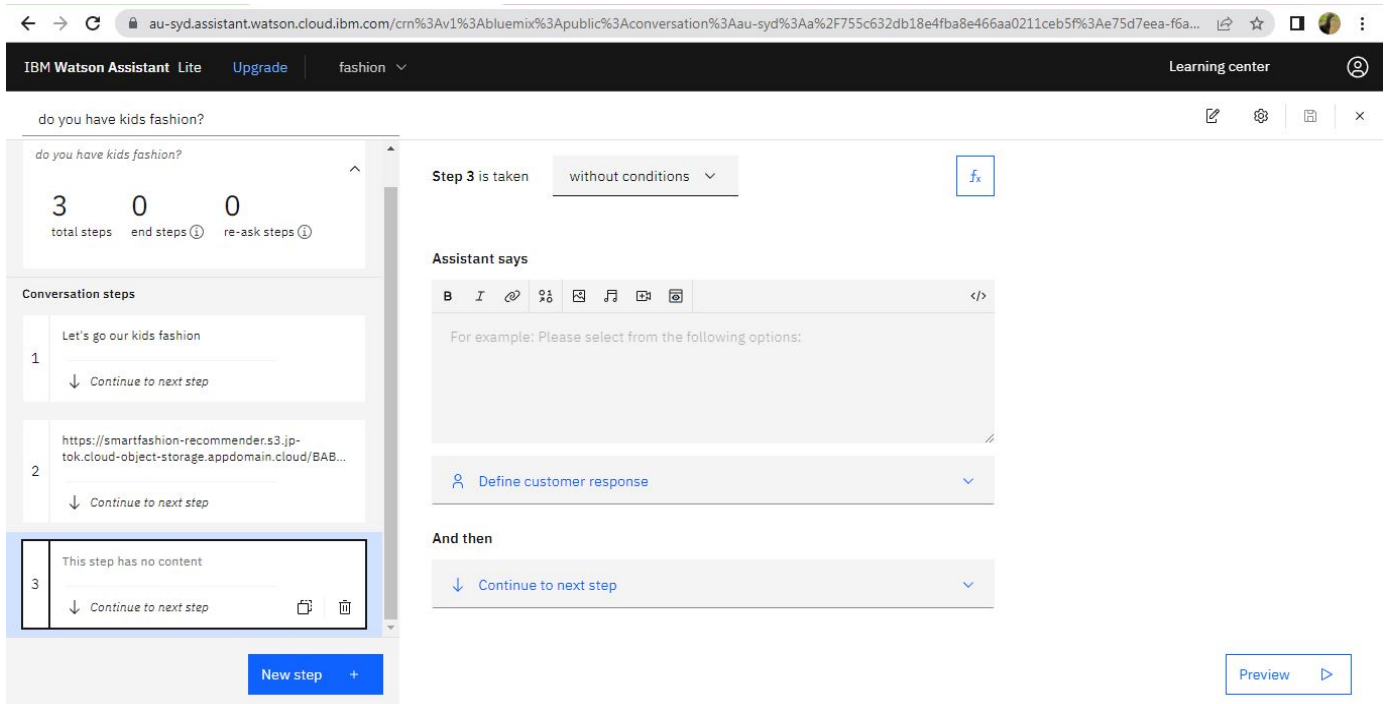 au-syd.assistant.watson.cloud.ibm.com/crn%3Av1%3Abluemix%3Apublic%3Aconversation%3Aau-syd%3Aa%2F755c632db18e4fba8e466aa0211ceb5f%3Ae75d7eea-f6a...
IBM Watson Assistant Lite Upgrade fashion Learning center
do you have kids fashion?
do you have kids fashion?
3 0 0
total steps end steps re-ask steps
Conversation steps
1
Let's go our kids fashion
Continue to next step
2
https://smartfashion-recommender.s3.jp-
tok.cloud-object-storage.appdomain.cloud/BAB...
Continue to next step
3
This step has no content
Continue to next step
New step +
Step 3 is taken without conditions fx
Assistant says
B I </>
For example: Please select from the following options:
Define customer response
And then
Continue to next step
Preview